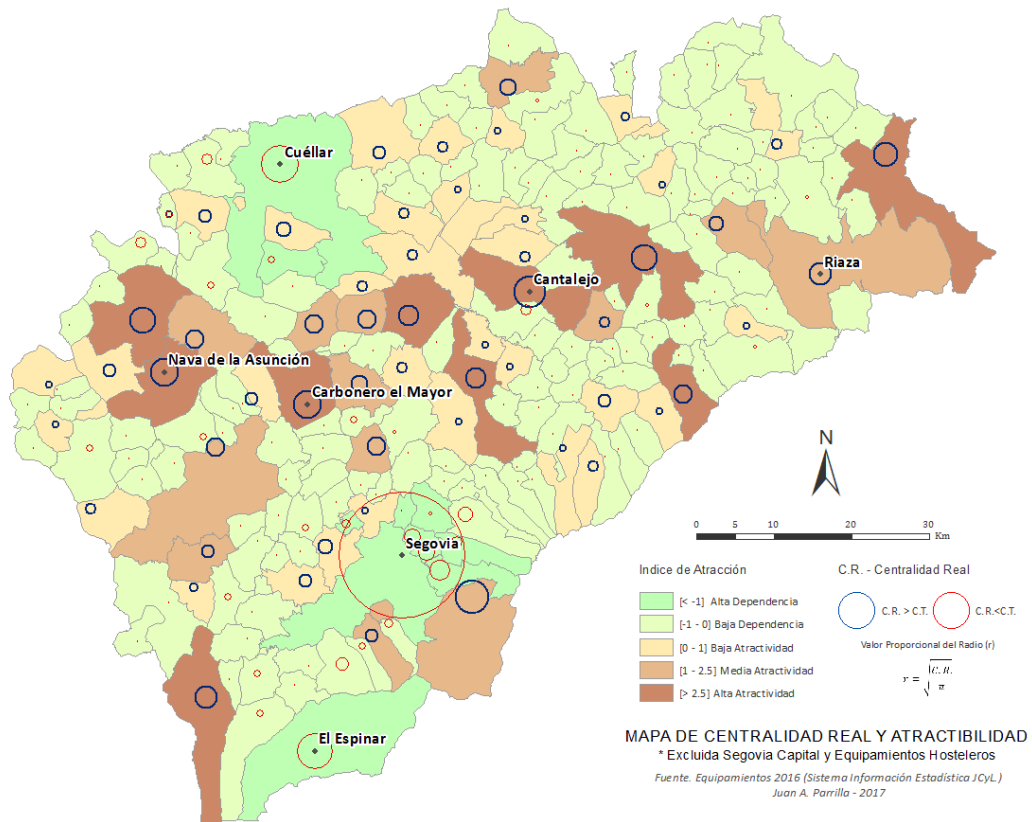 Cuéllar
Cantalejo
Riaza
Nava de la Asunción
Carbonero el Mayor
Segovia
El Espinar
N
0 5 10 20 30
Km
Indice de Atracción
[< -1] Alta Dependencia
[-1 - 0] Baja Dependencia
[0 - 1] Baja Atractividad
[1 - 2.5] Media Atractividad
[> 2.5] Alta Atractividad
C.R. - Centralidad Real
C.R. > C.T.
C.R.<C.T.
Valor Proporcional del Radio (r)
r = √C.R./π
MAPA DE CENTRALIDAD REAL Y ATRACTIBILIDAD
* Excluida Segovia Capital y Equipamientos Hosteleros
Fuente. Equipamientos 2016 (Sistema Información Estadística JCyL)
Juan A. Parrilla - 2017